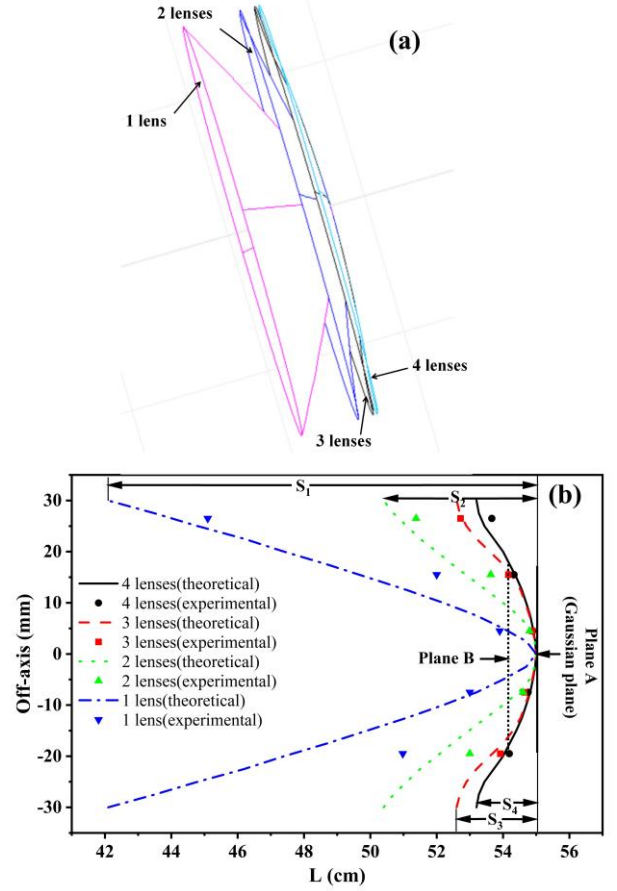 (a)
2 lenses
1 lens
4 lenses
3 lenses
(b)
S1
S2
30
20
10
0
-10
-20
-30
Off-axis (mm)
4 lenses(theoretical)
4 lenses(experimental)
3 lenses(theoretical)
3 lenses(experimental)
2 lenses(theoretical)
2 lenses(experimental)
1 lens(theoretical)
1 lens(experimental)
Plane B
Plane A
(Gaussian plane)
S4
S3
42 44 46 48 50 52 54 56
L (cm)